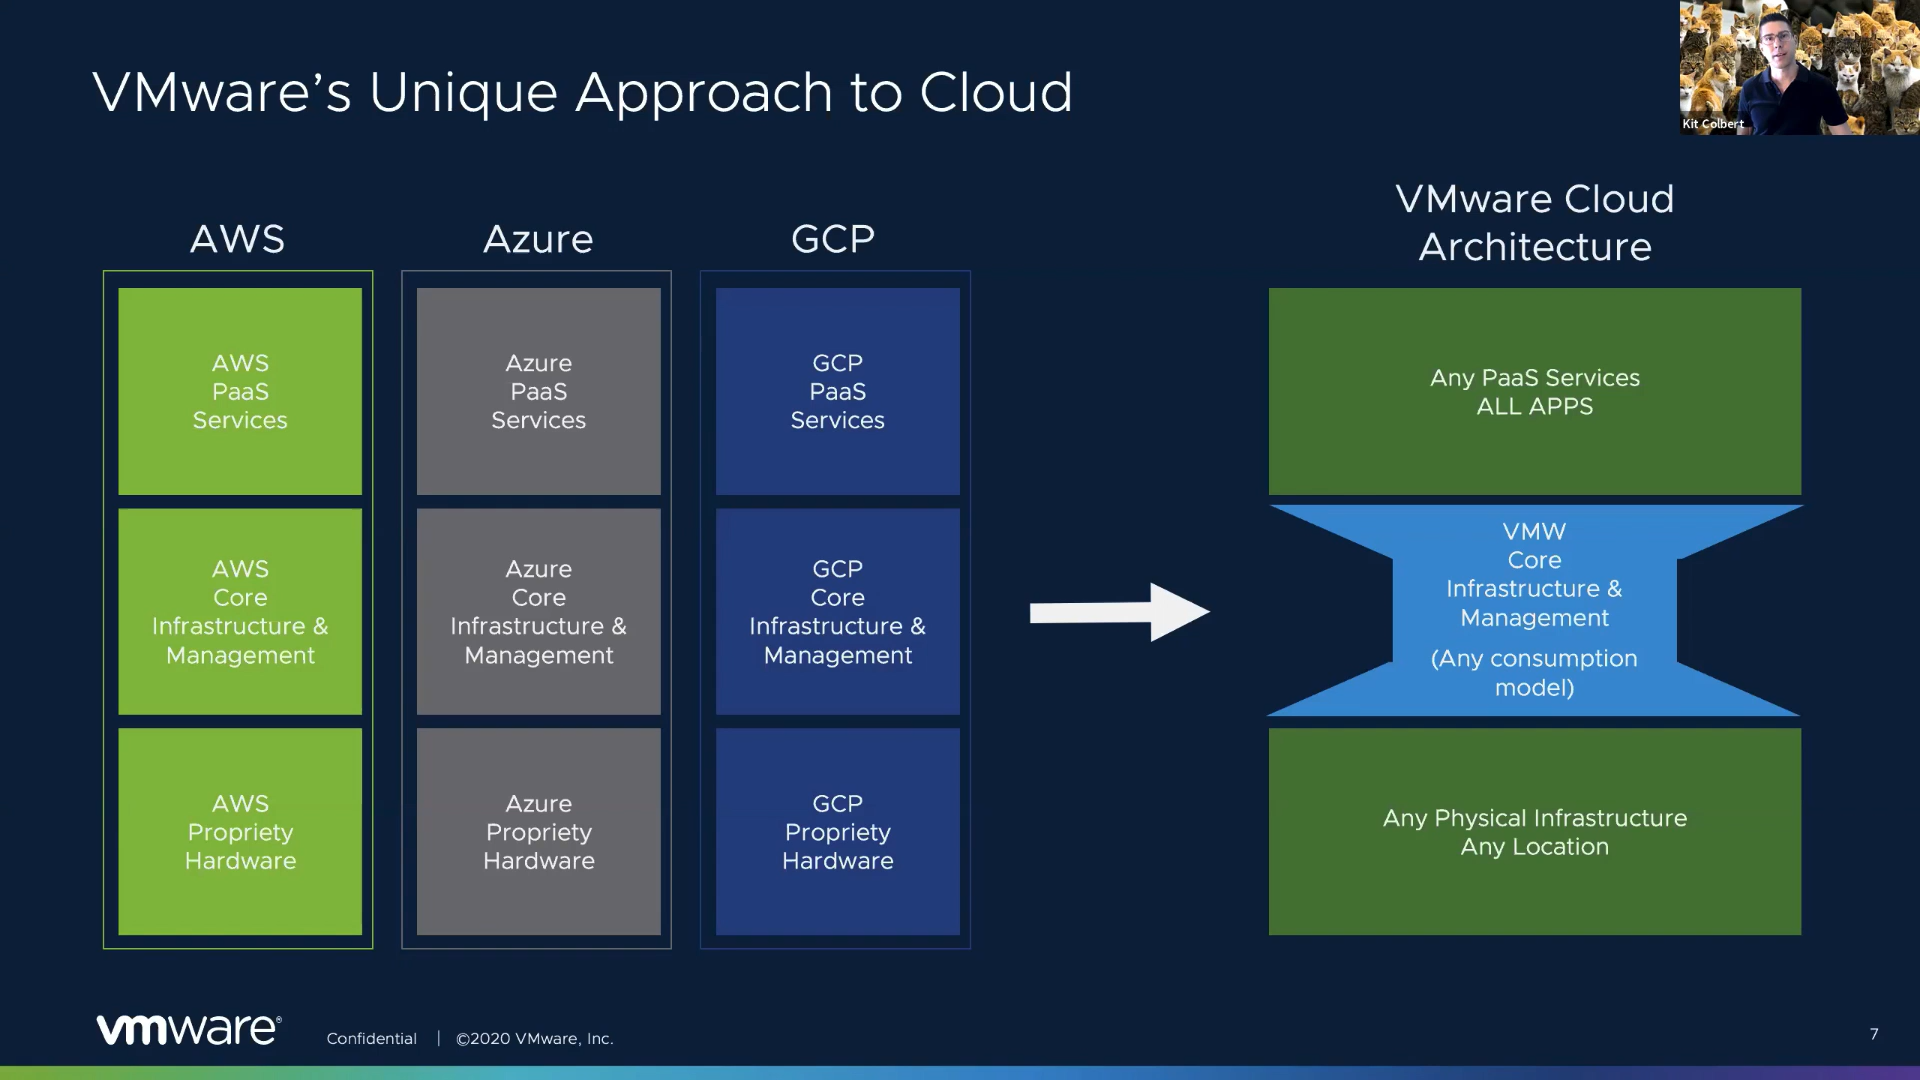 VMware's Unique Approach to Cloud
Kit Colbert
AWS
Azure
GCP
VMware Cloud
Architecture
AWS
PaaS
Services
Azure
PaaS
Services
GCP
PaaS
Services
Any PaaS Services
ALL APPS
AWS
Core
Infrastructure &
Management
Azure
Core
Infrastructure &
Management
GCP
Core
Infrastructure &
Management
VMW
Core
Infrastructure &
Management
(Any consumption
model)
AWS
Propriety
Hardware
Azure
Propriety
Hardware
GCP
Propriety
Hardware
Any Physical Infrastructure
Any Location
vmware®
Confidential | ©2020 VMware, Inc.
7